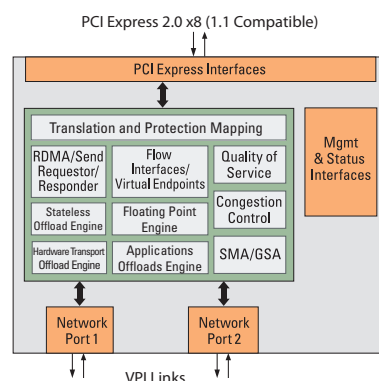 PCI Express 2.0 x8 (1.1 Compatible)
PCI Express Interfaces
Translation and Protection Mapping
RDMA/Send
Requestor/
Responder
Flow
Interfaces/
Virtual Endpoints
Quality of
Service
Stateless
Offload Engine
Floating Point
Engine
Congestion
Control
Hardware Transport
Offload Engine
Applications
Offloads Engine
SMA/GSA
Mgmt
& Status
Interfaces
Network
Port 1
Network
Port 2
VPI Links